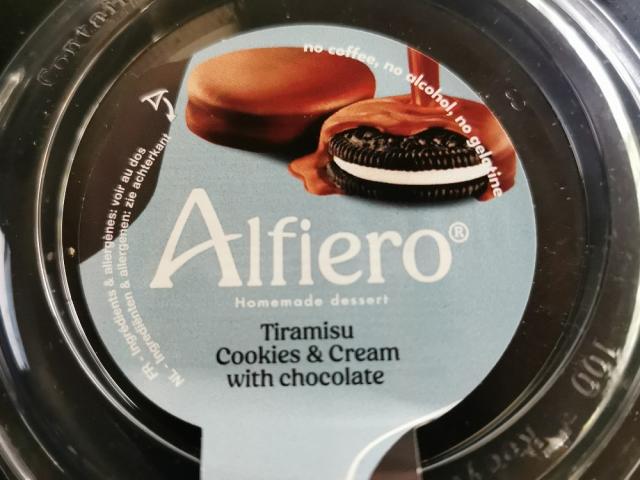 no coffee, no alcohol, no gelatine
FR - Ingrédients & allergènes: voir au dos
NL - Ingrediënten & allergenen: zie achterkant
Alfiero®
Homemade dessert
Tiramisu
Cookies & Cream
with chocolate